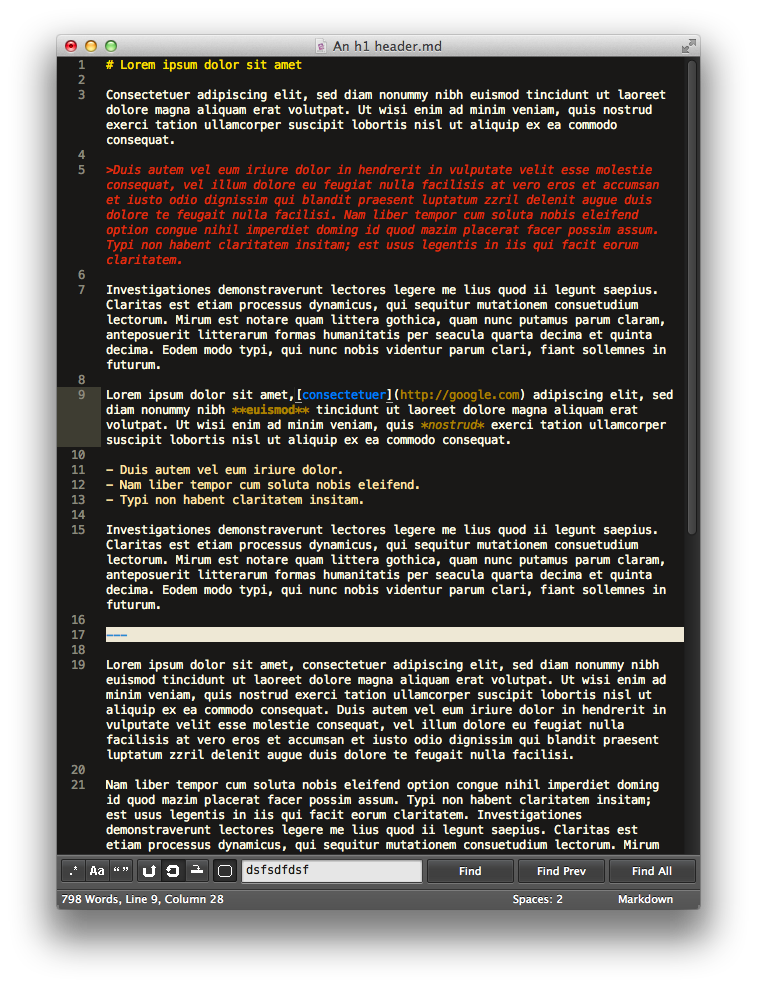 An h1 header.md
1 # Lorem ipsum dolor sit amet
2
3 Consectetuer adipiscing elit, sed diam nonummy nibh euismod tincidunt ut laoreet
dolore magna aliquam erat volutpat. Ut wisi enim ad minim veniam, quis nostrud
exerci tation ullamcorper suscipit lobortis nisl ut aliquip ex ea commodo
consequat.
4
5 >Duis autem vel eum iriure dolor in hendrerit in vulputate velit esse molestie
consequat, vel illum dolore eu feugiat nulla facilisis at vero eros et accumsan
et iusto odio dignissim qui blandit praesent luptatum zzril delenit augue duis
dolore te feugait nulla facilisi. Nam liber tempor cum soluta nobis eleifend
option congue nihil imperdiet doming id quod mazim placerat facer possim assum.
Typi non habent claritatem insitam; est usus legentis in iis qui facit eorum
claritatem.
6
7 Investigationes demonstraverunt lectores legere me lius quod ii legunt saepius.
Claritas est etiam processus dynamicus, qui sequitur mutationem consuetudium
lectorum. Mirum est notare quam littera gothica, quam nunc putamus parum claram,
anteposuerit litterarum formas humanitatis per seacula quarta decima et quinta
decima. Eodem modo typi, qui nunc nobis videntur parum clari, fiant sollemnes in
futurum.
8
9 Lorem ipsum dolor sit amet,[consectetuer](http://google.com) adipiscing elit, sed
diam nonummy nibh **euismod** tincidunt ut laoreet dolore magna aliquam erat
volutpat. Ut wisi enim ad minim veniam, quis *nostrud* exerci tation ullamcorper
suscipit lobortis nisl ut aliquip ex ea commodo consequat.
10
11 - Duis autem vel eum iriure dolor.
12 - Nam liber tempor cum soluta nobis eleifend.
13 - Typi non habent claritatem insitam.
14
15 Investigationes demonstraverunt lectores legere me lius quod ii legunt saepius.
Claritas est etiam processus dynamicus, qui sequitur mutationem consuetudium
lectorum. Mirum est notare quam littera gothica, quam nunc putamus parum claram,
anteposuerit litterarum formas humanitatis per seacula quarta decima et quinta
decima. Eodem modo typi, qui nunc nobis videntur parum clari, fiant sollemnes in
futurum.
16
17 ---
18
19 Lorem ipsum dolor sit amet, consectetuer adipiscing elit, sed diam nonummy nibh
euismod tincidunt ut laoreet dolore magna aliquam erat volutpat. Ut wisi enim ad
minim veniam, quis nostrud exerci tation ullamcorper suscipit lobortis nisl ut
aliquip ex ea commodo consequat. Duis autem vel eum iriure dolor in hendrerit in
vulputate velit esse molestie consequat, vel illum dolore eu feugiat nulla
facilisis at vero eros et accumsan et iusto odio dignissim qui blandit praesent
luptatum zzril delenit augue duis dolore te feugait nulla facilisi.
20
21 Nam liber tempor cum soluta nobis eleifend option congue nihil imperdiet doming
id quod mazim placerat facer possim assum. Typi non habent claritatem insitam;
est usus legentis in iis qui facit eorum claritatem. Investigationes
demonstraverunt lectores legere me lius quod ii legunt saepius. Claritas est
etiam processus dynamicus, qui sequitur mutationem consuetudium lectorum. Mirum
.* Aa “” dsfsdfdsf Find Find Prev Find All
798 Words, Line 9, Column 28 Spaces: 2 Markdown